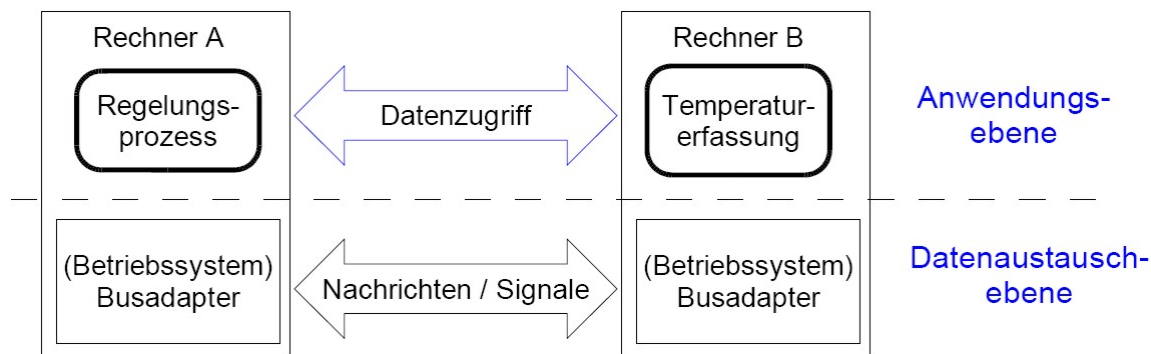 Rechner A
Rechner B
Regelungs-
prozess
Datenzugriff
Temperatur-
erfassung
Anwendungs-
ebene
(Betriebssystem)
Busadapter
Nachrichten / Signale
(Betriebssystem)
Busadapter
Datenaustausch-
ebene